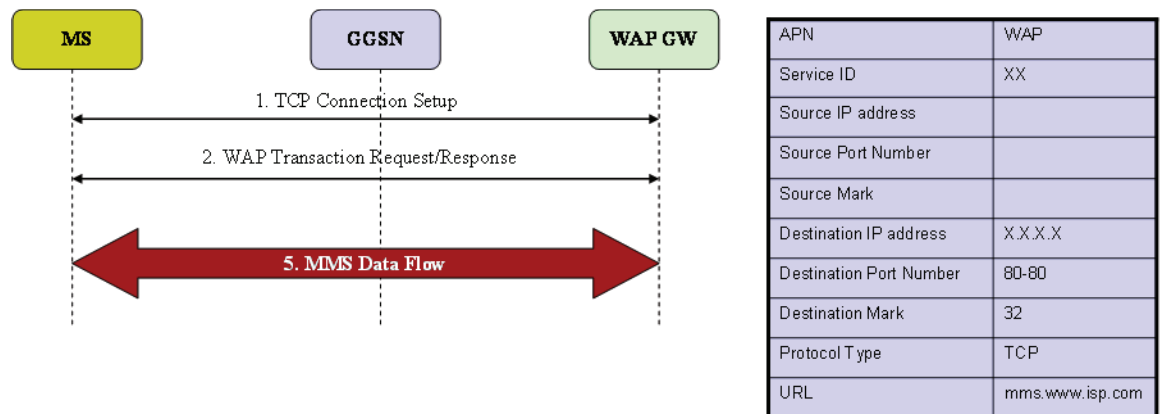 MS
GGSN
WAP GW
1. TCP Connection Setup
2. WAP Transaction Request/Response
5. MMS Data Flow
APN WAP
Service ID XX
Source IP address
Source Port Number
Source Mark
Destination IP address X.X.X.X
Destination Port Number 80-80
Destination Mark 32
Protocol Type TCP
URL mms.www.isp.com